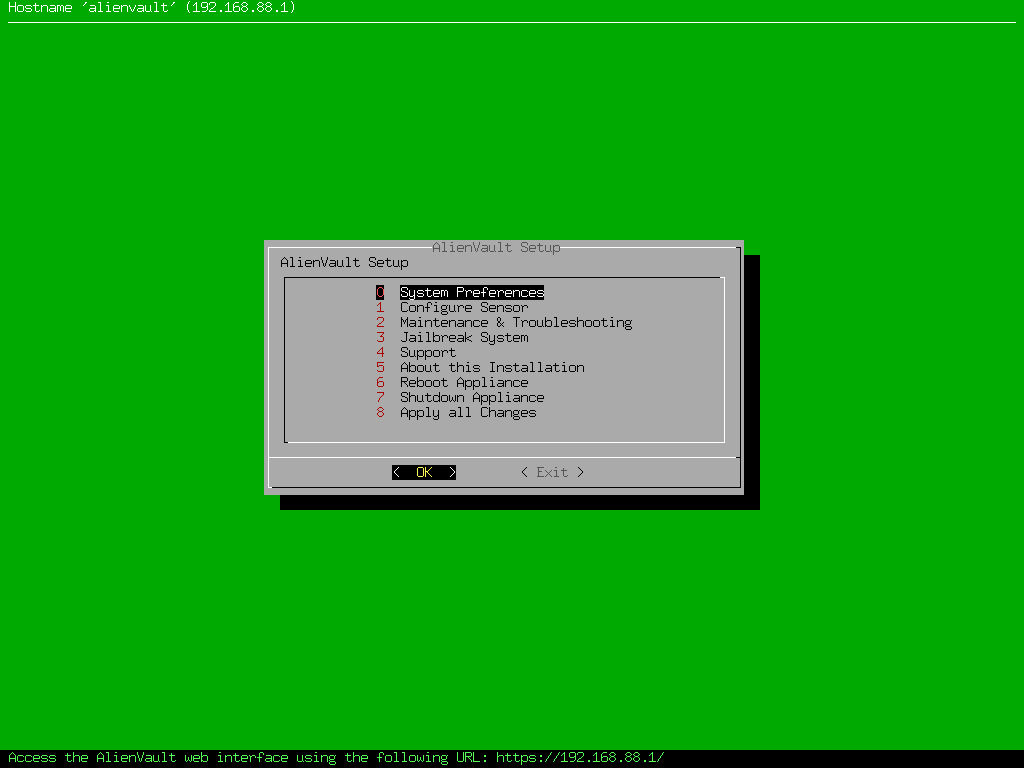 Hostname 'alienvault' (192.168.88.1)
AlienVault Setup
AlienVault Setup
0 System Preferences
1 Configure Sensor
2 Maintenance & Troubleshooting
3 Jailbreak System
4 Support
5 About this Installation
6 Reboot Appliance
7 Shutdown Appliance
8 Apply all Changes
< OK > < Exit >
Access the AlienVault web interface using the following URL: https://192.168.88.1/